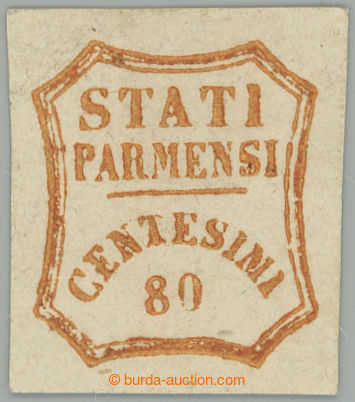 STATI
PARMENSI
CENTESIMI
80
© burda-auction.com